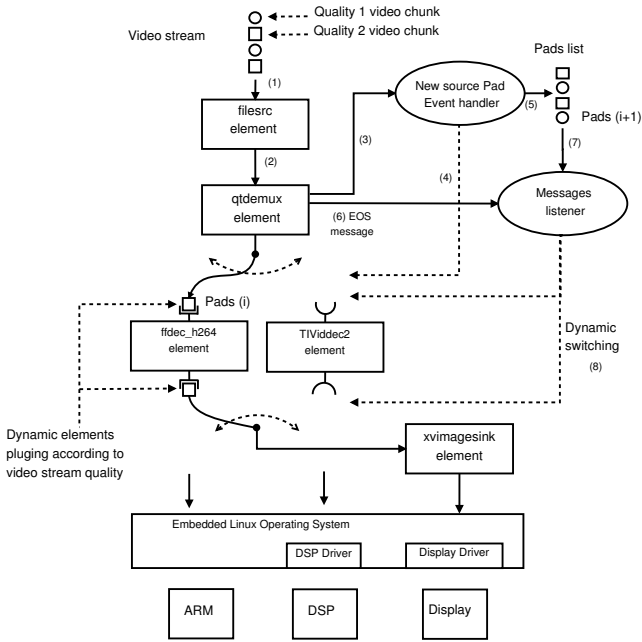 Quality 1 video chunk
Quality 2 video chunk
Video stream
Pads list
(1)
New source Pad
Event handler
(5)
filesrc
element
(3)
Pads (i+1)
(2)
(4)
(7)
qtdemux
element
Messages
listener
(6) EOS
message
Pads (i)
ffdec_h264
element
TIViddec2
element
Dynamic
switching
(8)
Dynamic elements
pluging according to
video stream quality
xvimagesink
element
Embedded Linux Operating System
DSP Driver
Display Driver
ARM
DSP
Display